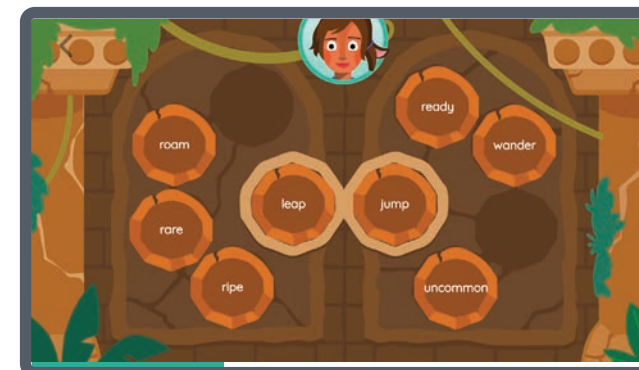 ready
roam
wander
leap
jump
rare
ripe
uncommon